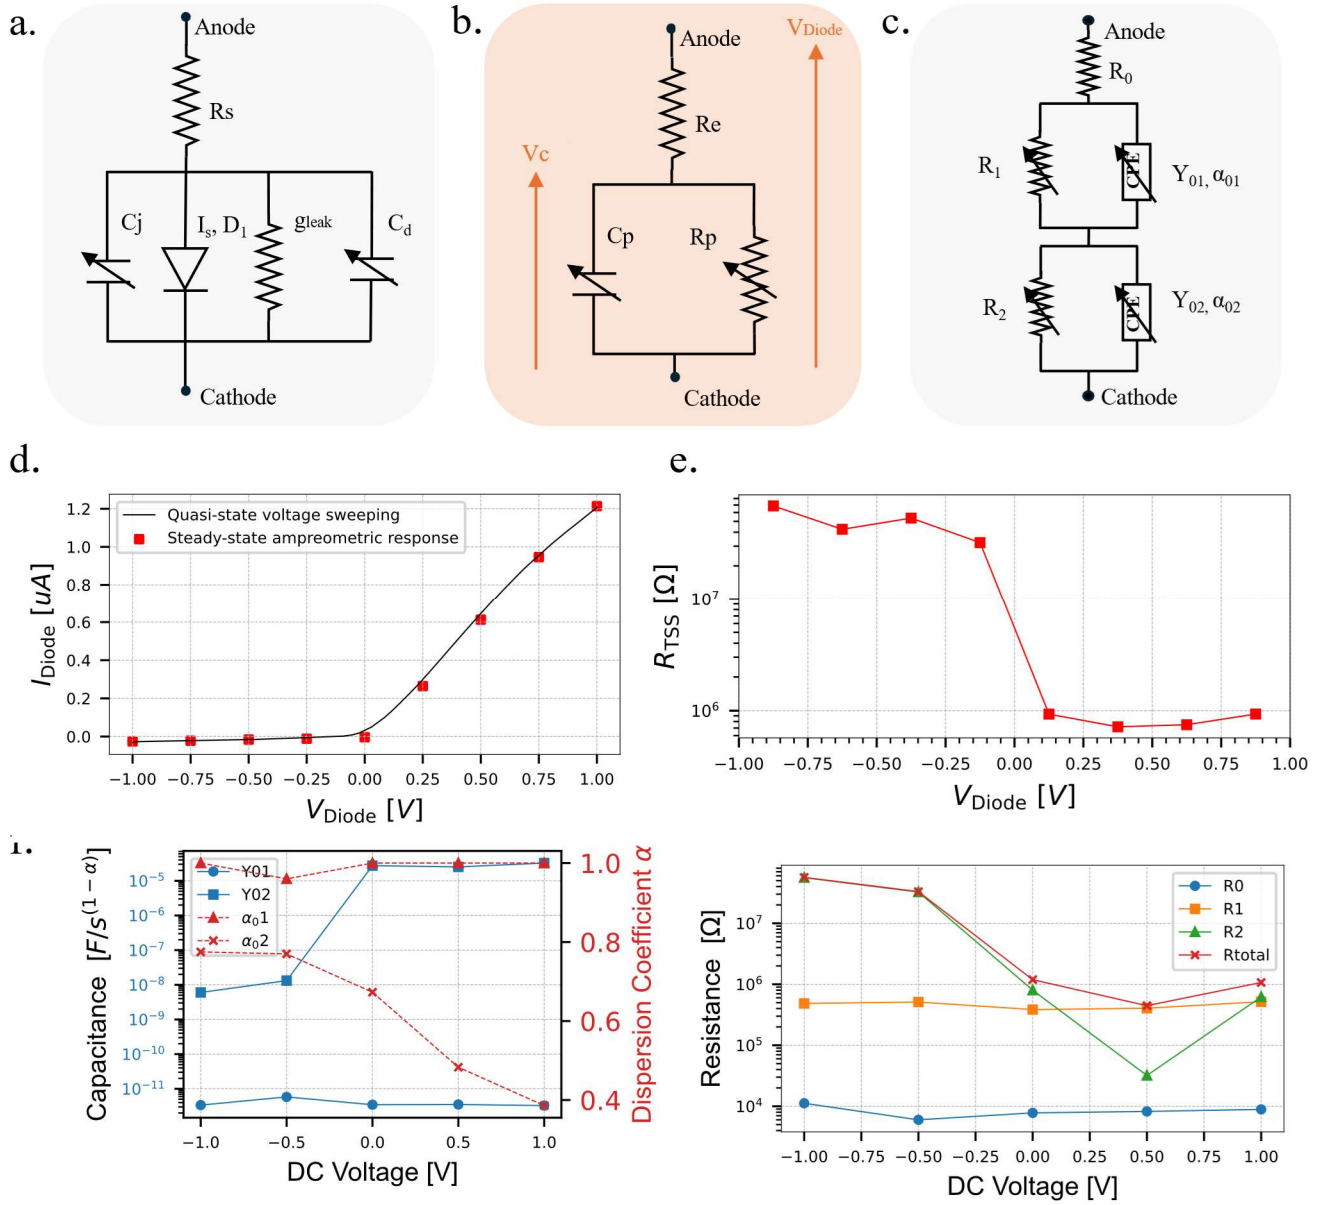 a.
Anode
Rs
Cj
Is, D1
gleak
Cd
Cathode
b.
VDiode
Anode
Re
Vc
Cp
Rp
Cathode
c.
Anode
R0
R1
CPE
Y01, α01
R2
CPE
Y02, α02
Cathode
d.
Quasi-state voltage sweeping
Steady-state ampreometric response
IDiode [uA]
1.2
1.0
0.8
0.6
0.4
0.2
0.0
−1.00 −0.75 −0.50 −0.25 0.00 0.25 0.50 0.75 1.00
VDiode [V]
e.
RTSS [Ω]
10^7
10^6
−1.00 −0.75 −0.50 −0.25 0.00 0.25 0.50 0.75 1.00
VDiode [V]
Capacitance [F/s^(1 − α)]
10^-5
10^-6
10^-7
10^-8
10^-9
10^-10
10^-11
Y01
Y02
α01
α02
1.0
0.8
0.6
0.4
Dispersion Coefficient α
−1.0 −0.5 0.0 0.5 1.0
DC Voltage [V]
Resistance [Ω]
10^7
10^6
10^5
10^4
R0
R1
R2
Rtotal
−1.00 −0.75 −0.50 −0.25 0.00 0.25 0.50 0.75 1.00
DC Voltage [V]